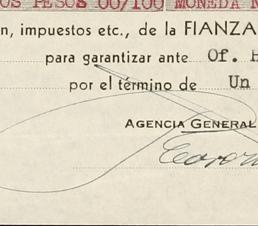 OS PESOS 00/100 MONEDA N
n, impuestos etc., de la FIANZA
para garantizar ante Of. H
por el término de Un
AGENCIA GENERAL